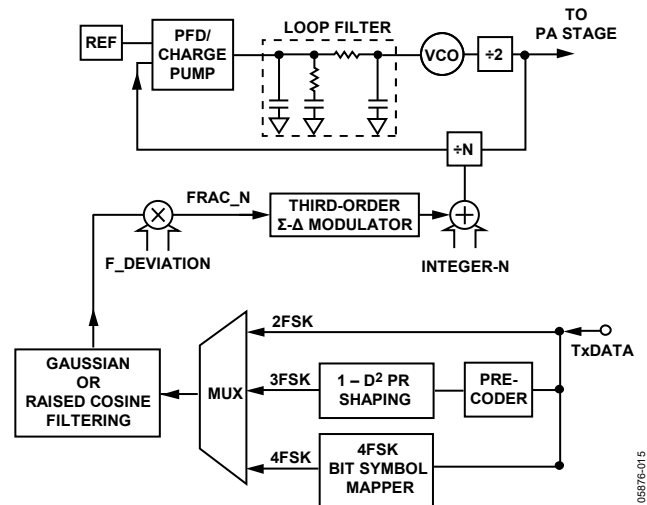 LOOP FILTER
REF
PFD/
CHARGE
PUMP
VCO
÷2
TO
PA STAGE
÷N
FRAC_N
THIRD-ORDER
Σ-Δ MODULATOR
F_DEVIATION
INTEGER-N
GAUSSIAN
OR
RAISED COSINE
FILTERING
MUX
2FSK
TxDATA
3FSK
1 – D² PR
SHAPING
PRE-
CODER
4FSK
4FSK
BIT SYMBOL
MAPPER
05876-015